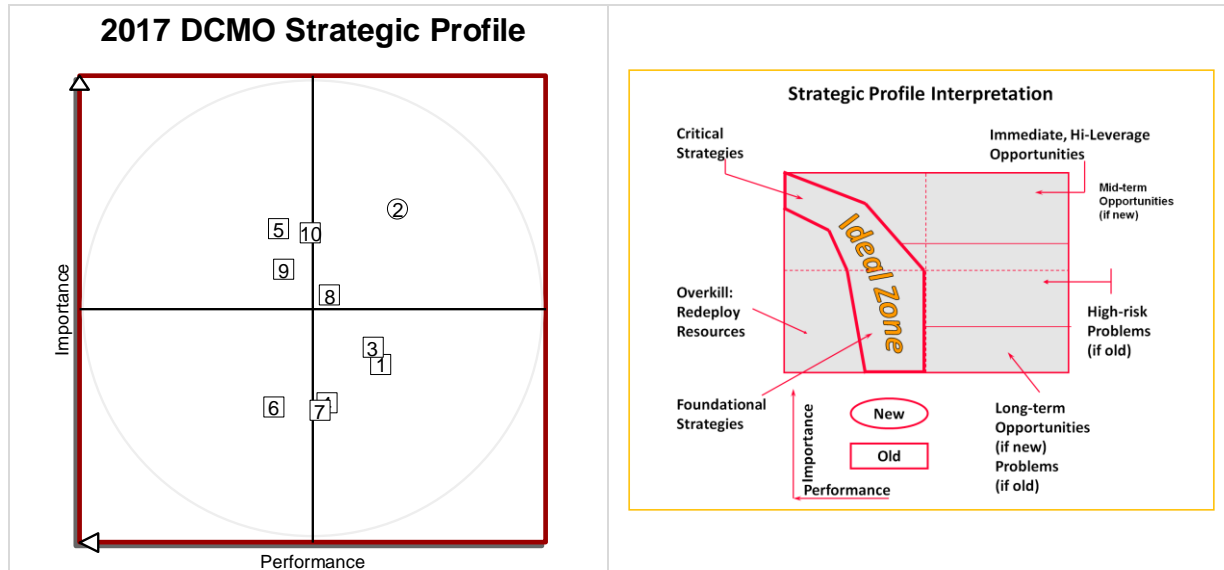 2017 DCMO Strategic Profile
2
5
10
9
8
3
1
6
7
Importance
Performance
Strategic Profile Interpretation
Critical
Strategies
Immediate, Hi-Leverage
Opportunities
Mid-term
Opportunities
(if new)
Ideal Zone
Overkill:
Redeploy
Resources
High-risk
Problems
(if old)
Foundational
Strategies
New
Old
Long-term
Opportunities
(if new)
Problems
(if old)
Importance
Performance